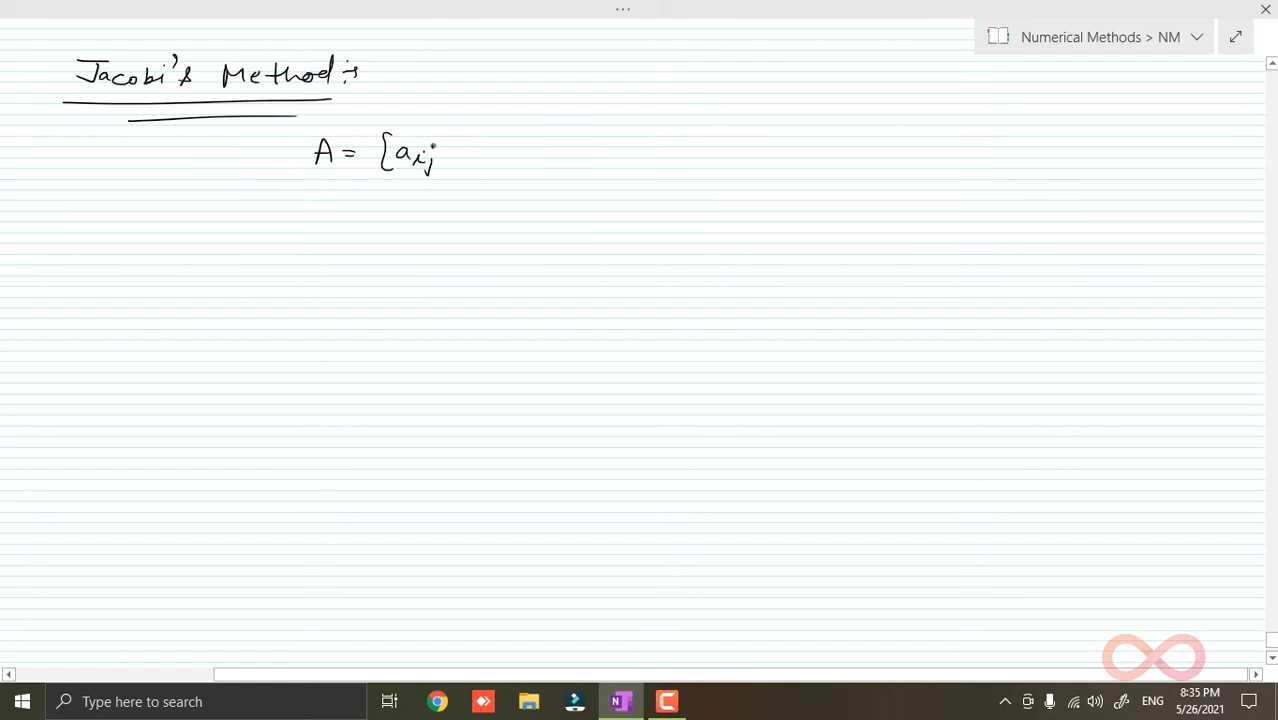 ...
Numerical Methods > NM
Jacobi's Method :-
A = [aij
Type here to search
ENG
8:35 PM
5/26/2021